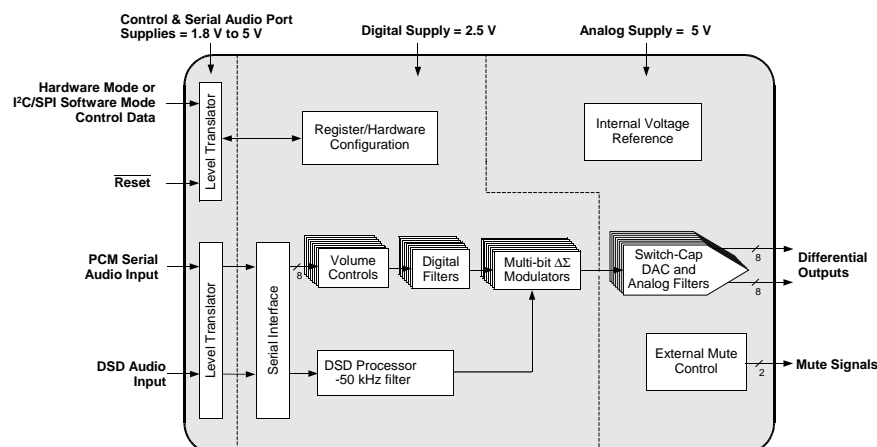 Control & Serial Audio Port
Supplies = 1.8 V to 5 V
Digital Supply = 2.5 V
Analog Supply = 5 V
Hardware Mode or
I²C/SPI Software Mode
Control Data
Reset
Level Translator
Register/Hardware
Configuration
Internal Voltage
Reference
PCM Serial
Audio Input
DSD Audio
Input
Level Translator
Serial Interface
8
Volume
Controls
Digital
Filters
Multi-bit ΔΣ
Modulators
Switch-Cap
DAC and
Analog Filters
8
8
Differential
Outputs
DSD Processor
-50 kHz filter
External Mute
Control
2
Mute Signals